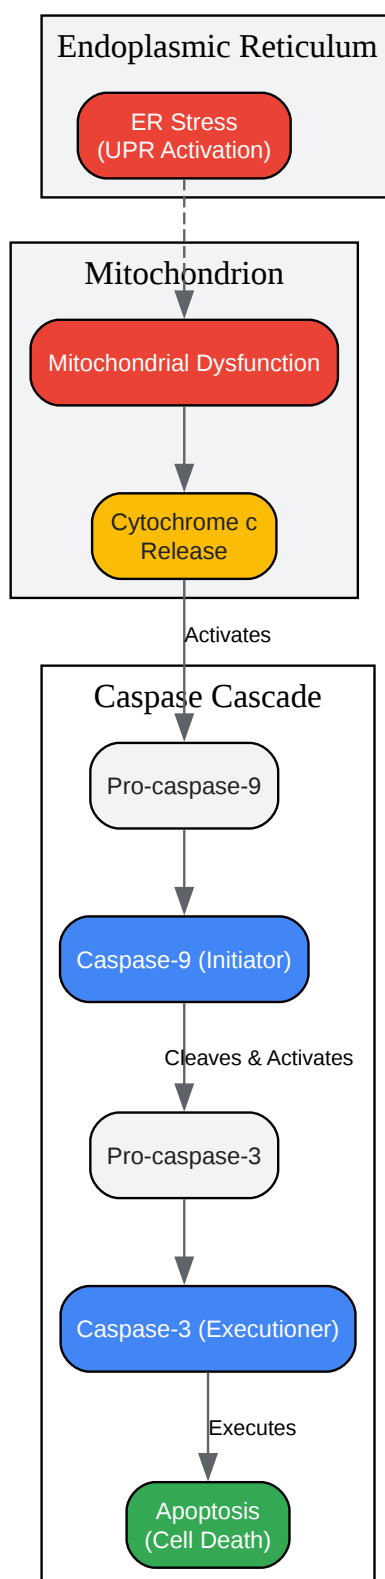 Endoplasmic Reticulum
ER Stress
(UPR Activation)
Mitochondrion
Mitochondrial Dysfunction
Cytochrome c
Release
Activates
Caspase Cascade
Pro-caspase-9
Caspase-9 (Initiator)
Cleaves & Activates
Pro-caspase-3
Caspase-3 (Executioner)
Executes
Apoptosis
(Cell Death)